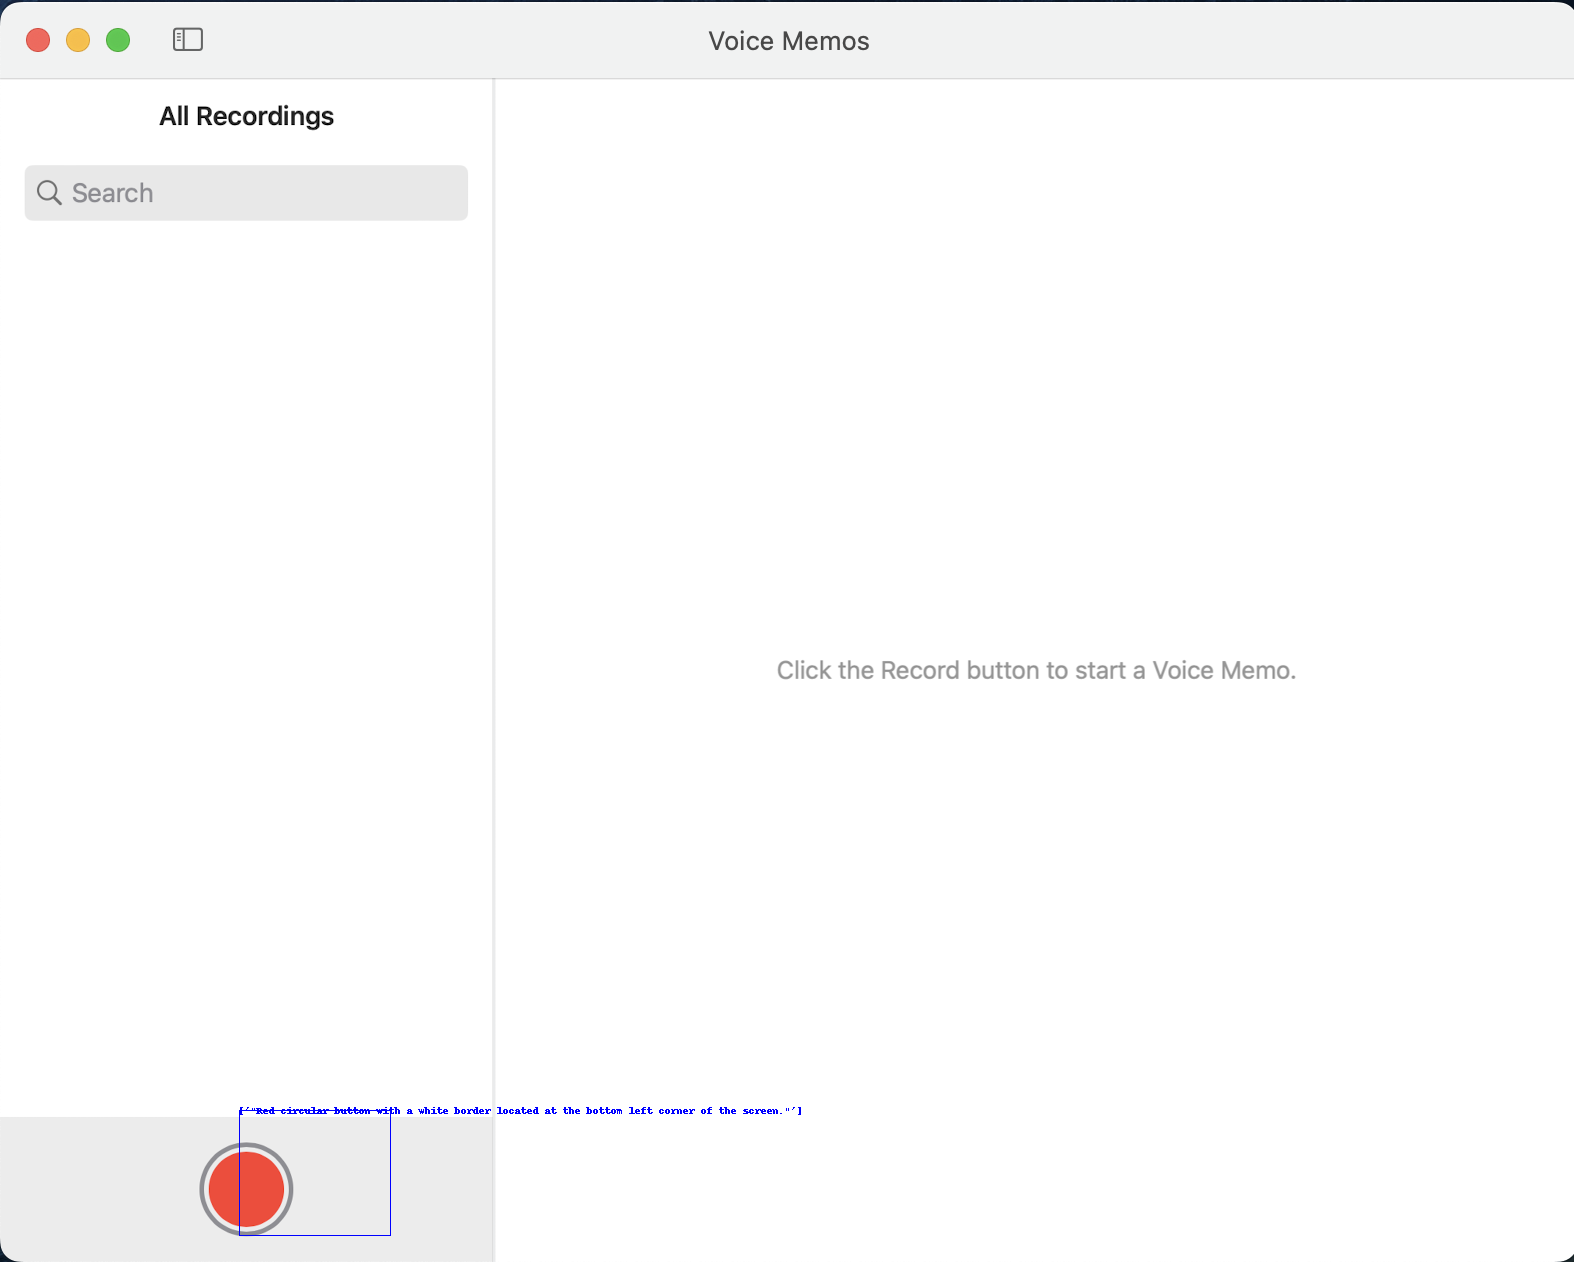 Voice Memos
All Recordings
Search
Click the Record button to start a Voice Memo.
['"Red circular button with a white border located at the bottom left corner of the screen."']